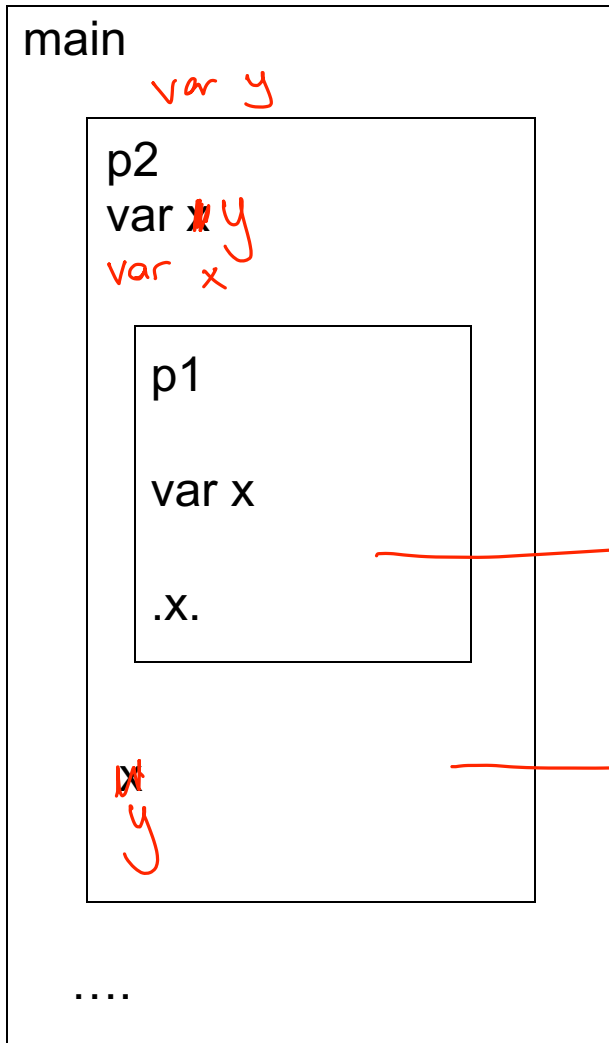 main
var y
p2
var x y
var x
p1
var x
.x.
x
y
....